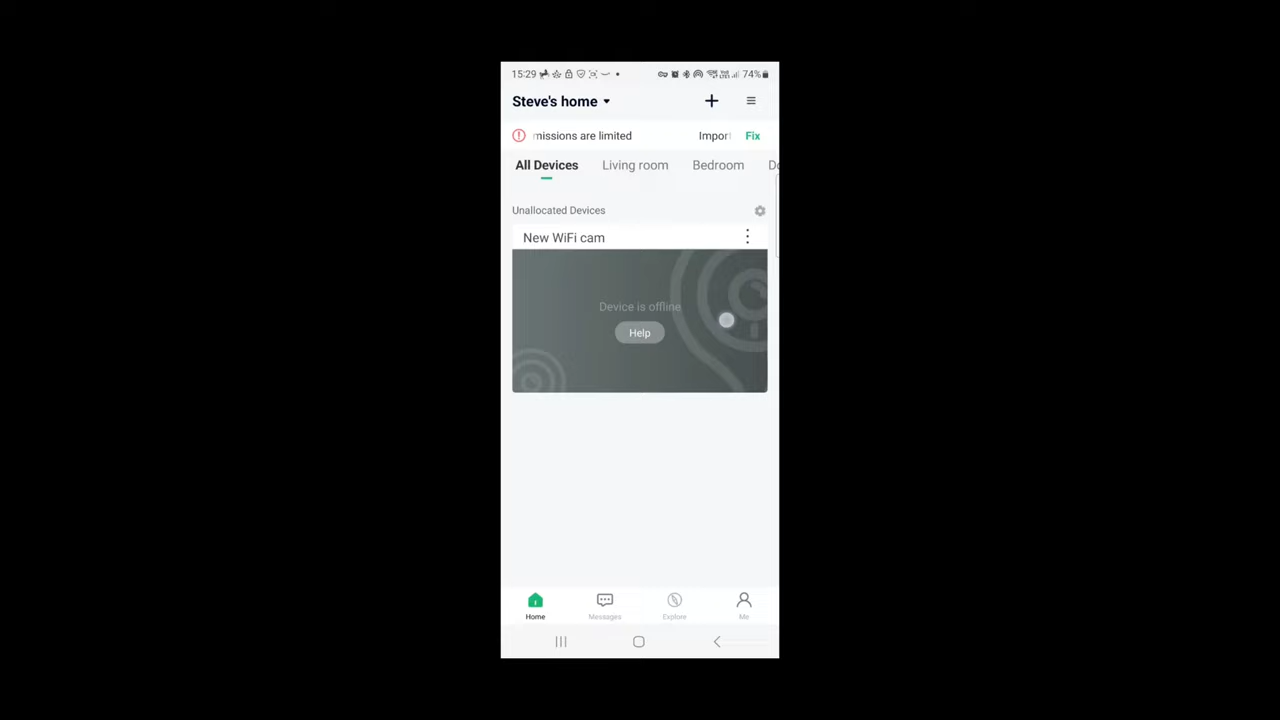 15:29 74%
Steve's home
missions are limited Impor Fix
All Devices Living room Bedroom D
Unallocated Devices
New WiFi cam
Device is offline
Help
Home Messages Explore Me